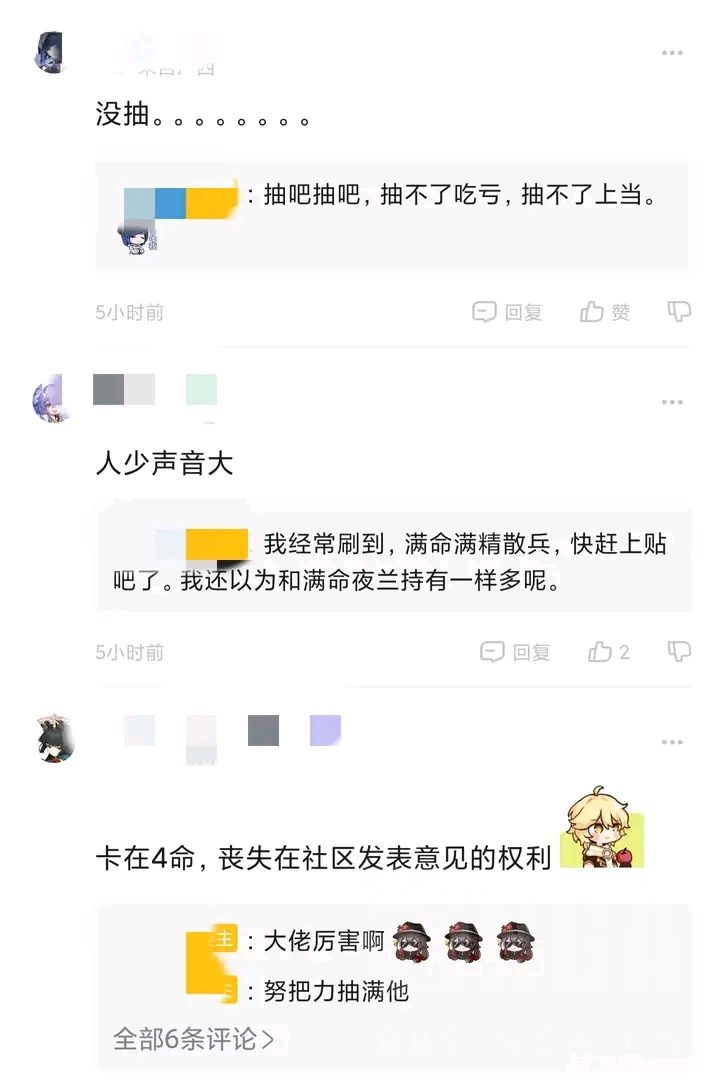 没抽。。。。。。。。
：抽吧抽吧，抽不了吃亏，抽不了上当。
5小时前 回复 赞
人少声音大
我经常刷到，满命满精散兵，快赶上贴
吧了。我还以为和满命夜兰持有一样多呢。
5小时前 回复 2
卡在4命，丧失在社区发表意见的权利
主：大佬厉害啊
：努把力抽满他
全部6条评论>